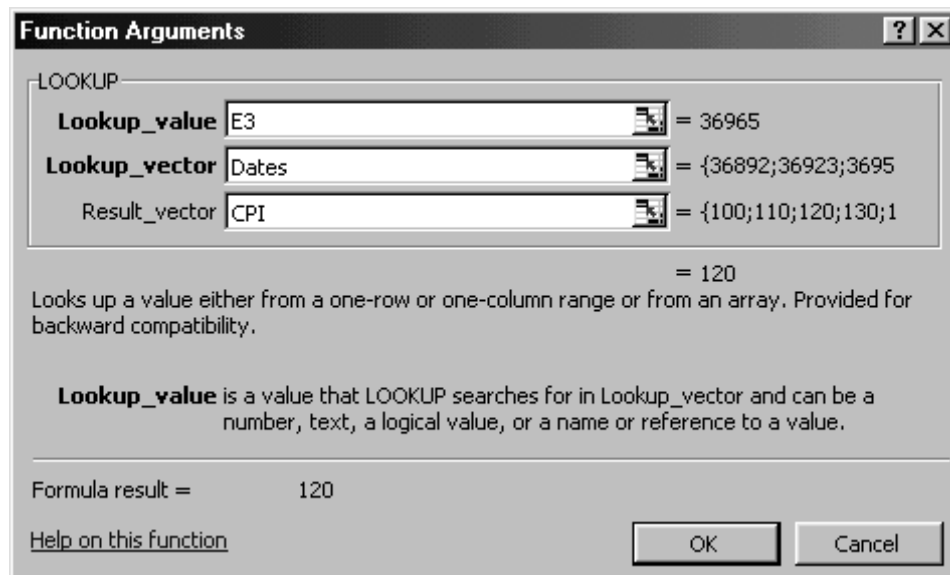 Function Arguments ? X
LOOKUP
Lookup_value E3 = 36965
Lookup_vector Dates = {36892;36923;3695
Result_vector CPI = {100;110;120;130;1
= 120
Looks up a value either from a one-row or one-column range or from an array. Provided for
backward compatibility.
Lookup_value is a value that LOOKUP searches for in Lookup_vector and can be a
number, text, a logical value, or a name or reference to a value.
Formula result = 120
Help on this function OK Cancel